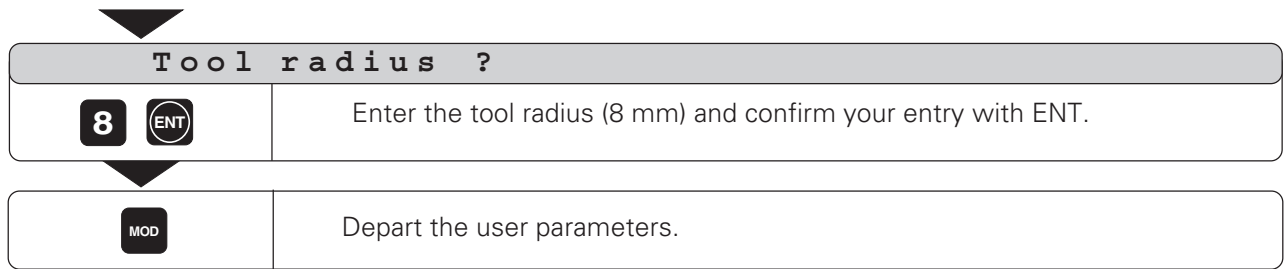 Tool radius ?
8 ENT Enter the tool radius (8 mm) and confirm your entry with ENT.
MOD Depart the user parameters.